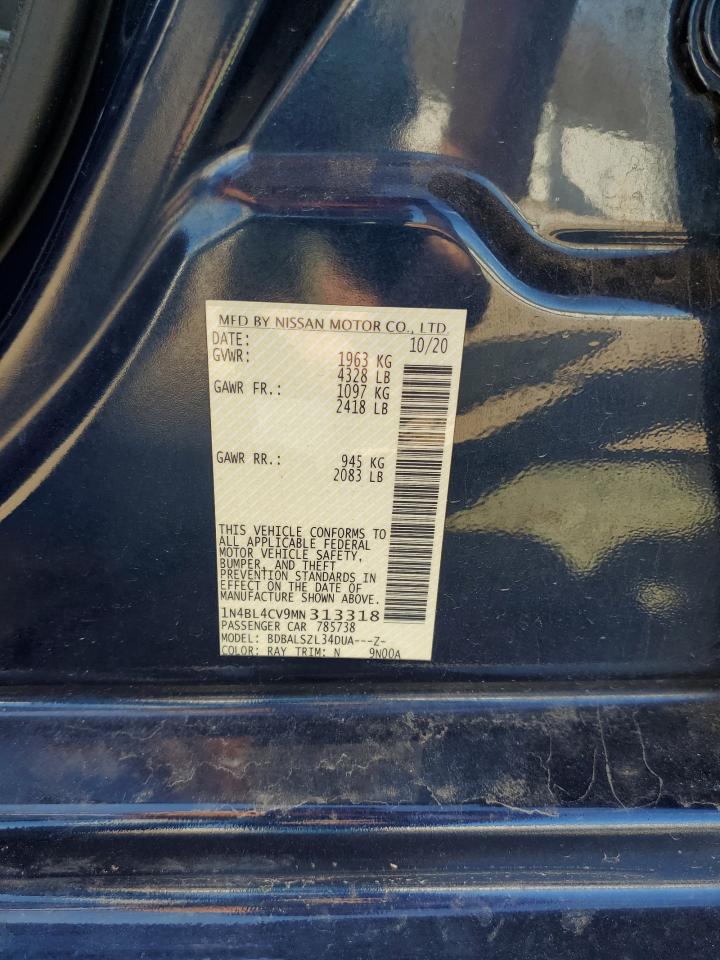 MFD BY NISSAN MOTOR CO., LTD.
DATE: 10/20
GVWR: 1963 KG
4328 LB
GAWR FR.: 1097 KG
2418 LB
GAWR RR.: 945 KG
2083 LB
THIS VEHICLE CONFORMS TO
ALL APPLICABLE FEDERAL
MOTOR VEHICLE SAFETY,
BUMPER, AND THEFT
PREVENTION STANDARDS IN
EFFECT ON THE DATE OF
MANUFACTURE SHOWN ABOVE.
1N4BL4CV9MN313318
PASSENGER CAR 785738
MODEL: BDBALSZL34DUA---Z-
COLOR: RAY TRIM: N 9N00A